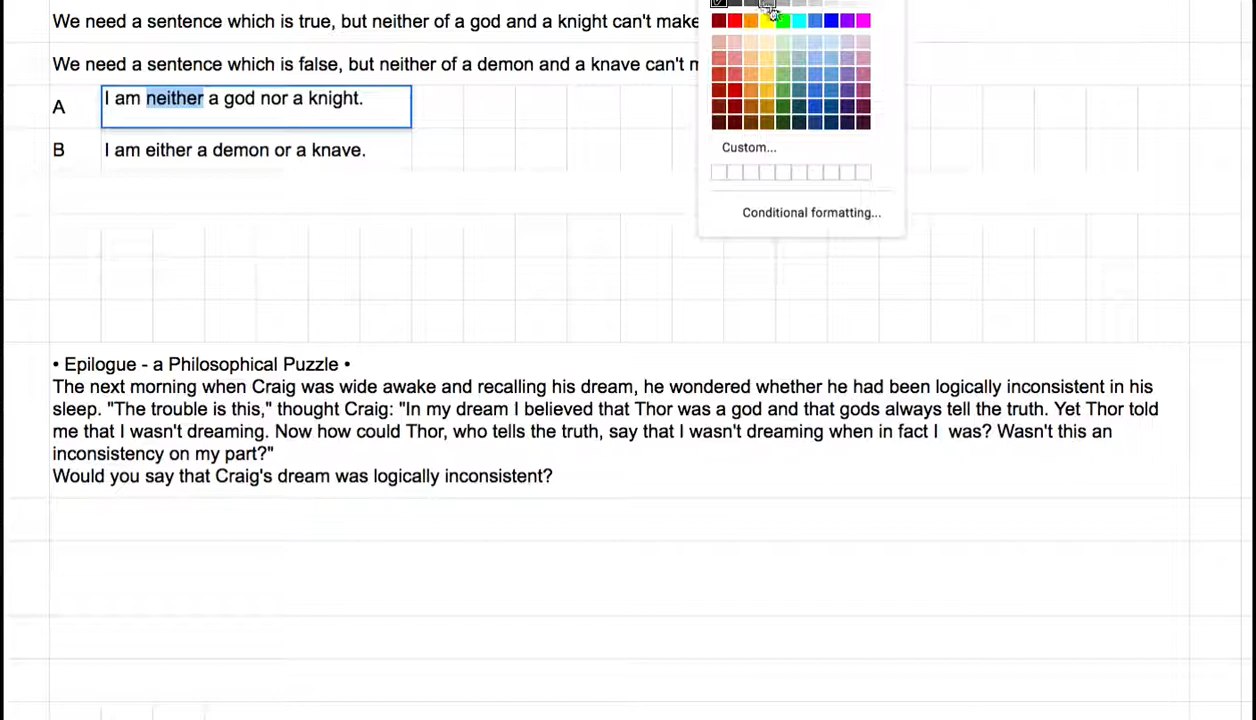 We need a sentence which is true, but neither of a god and a knight can't make
We need a sentence which is false, but neither of a demon and a knave can't
A I am neither a god nor a knight.
B I am either a demon or a knave.
Custom...
Conditional formatting...
• Epilogue - a Philosophical Puzzle •
The next morning when Craig was wide awake and recalling his dream, he wondered whether he had been logically inconsistent in his
sleep. "The trouble is this," thought Craig: "In my dream I believed that Thor was a god and that gods always tell the truth. Yet Thor told
me that I wasn't dreaming. Now how could Thor, who tells the truth, say that I wasn't dreaming when in fact I was? Wasn't this an
inconsistency on my part?"
Would you say that Craig's dream was logically inconsistent?